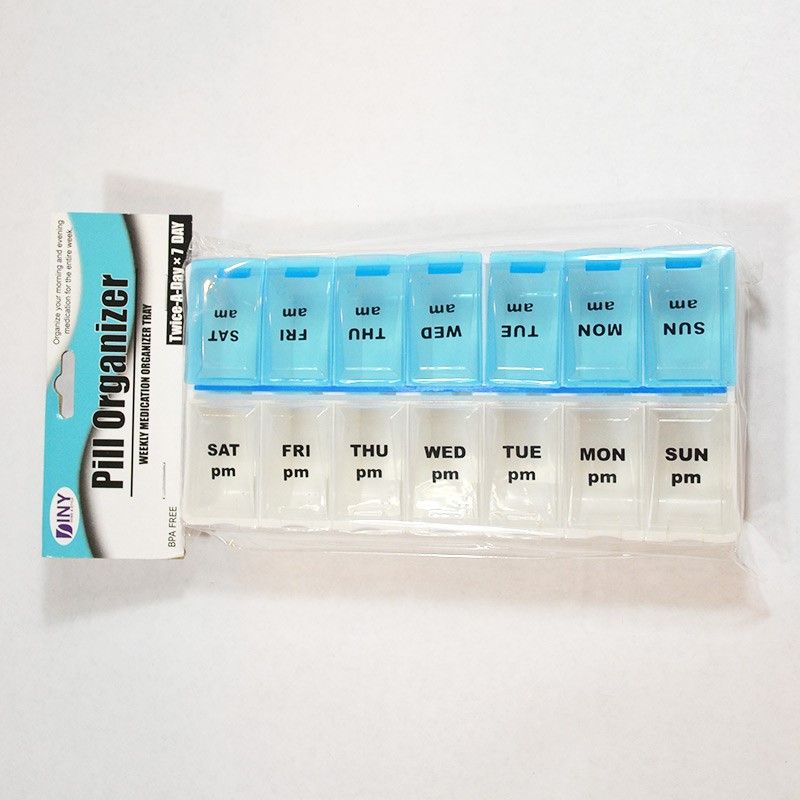 Organize your morning and evening
medication for the entire week.
Pill Organizer
WEEKLY MEDICATION ORGANIZER TRAY
Twice-A-Day × 7 DAY
DINY
BPA FREE
SAT
am
FRI
am
THU
am
WED
am
TUE
am
MON
am
SUN
am
SAT
pm
FRI
pm
THU
pm
WED
pm
TUE
pm
MON
pm
SUN
pm